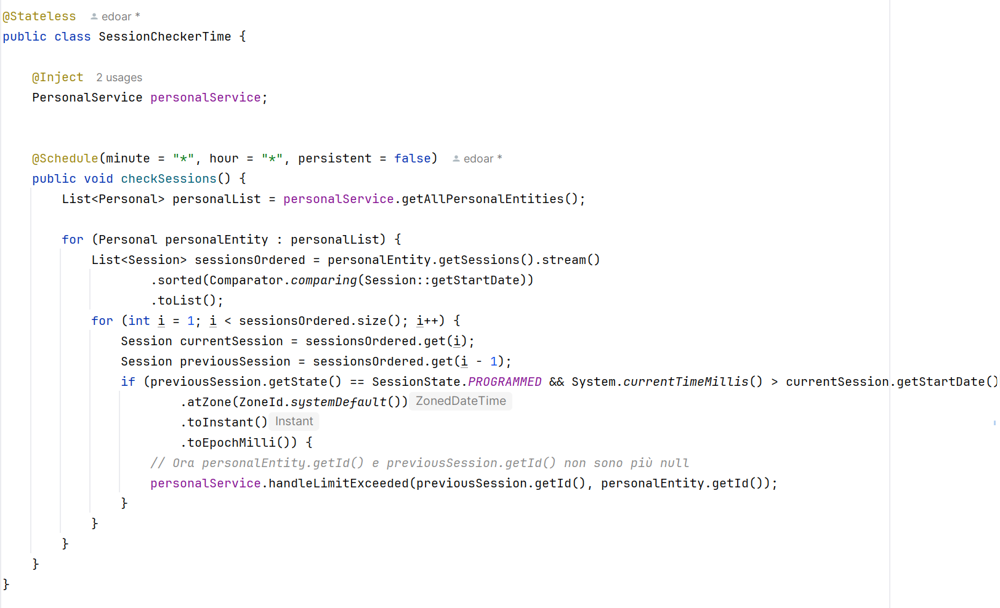 @Stateless edoar *
public class SessionCheckerTime {
@Inject 2 usages
PersonalService personalService;
@Schedule(minute = "*", hour = "*", persistent = false) edoar *
public void checkSessions() {
List<Personal> personalList = personalService.getAllPersonalEntities();
for (Personal personalEntity : personalList) {
List<Session> sessionsOrdered = personalEntity.getSessions().stream()
.sorted(Comparator.comparing(Session::getStartDate))
.toList();
for (int i = 1; i < sessionsOrdered.size(); i++) {
Session currentSession = sessionsOrdered.get(i);
Session previousSession = sessionsOrdered.get(i - 1);
if (previousSession.getState() == SessionState.PROGRAMMED && System.currentTimeMillis() > currentSession.getStartDate()
.atZone(ZoneId.systemDefault()) ZonedDateTime
.toInstant() Instant
.toEpochMilli()) {
// Ora personalEntity.getId() e previousSession.getId() non sono più null
personalService.handleLimitExceeded(previousSession.getId(), personalEntity.getId());
}
}
}
}
}